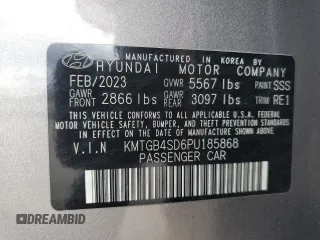 MANUFACTURED IN KOREA BY
HYUNDAI MOTOR COMPANY
FEB/2023 GVWR 5567 lbs PAINT SSS
GAWR FRONT 2866 lbs GAWR REAR 3097 lbs TRIM RE1
THIS VEHICLE CONFORMS TO ALL APPLICABLE
FEDERAL MOTOR VEHICLE SAFETY, BUMPER, AND
THEFT PREVENTION STANDARDS IN EFFECT ON
THE DATE OF MANUFACTURE SHOWN ABOVE.
V.I.N KMTGB4SD6PU185868
PASSENGER CAR
DREAMBID